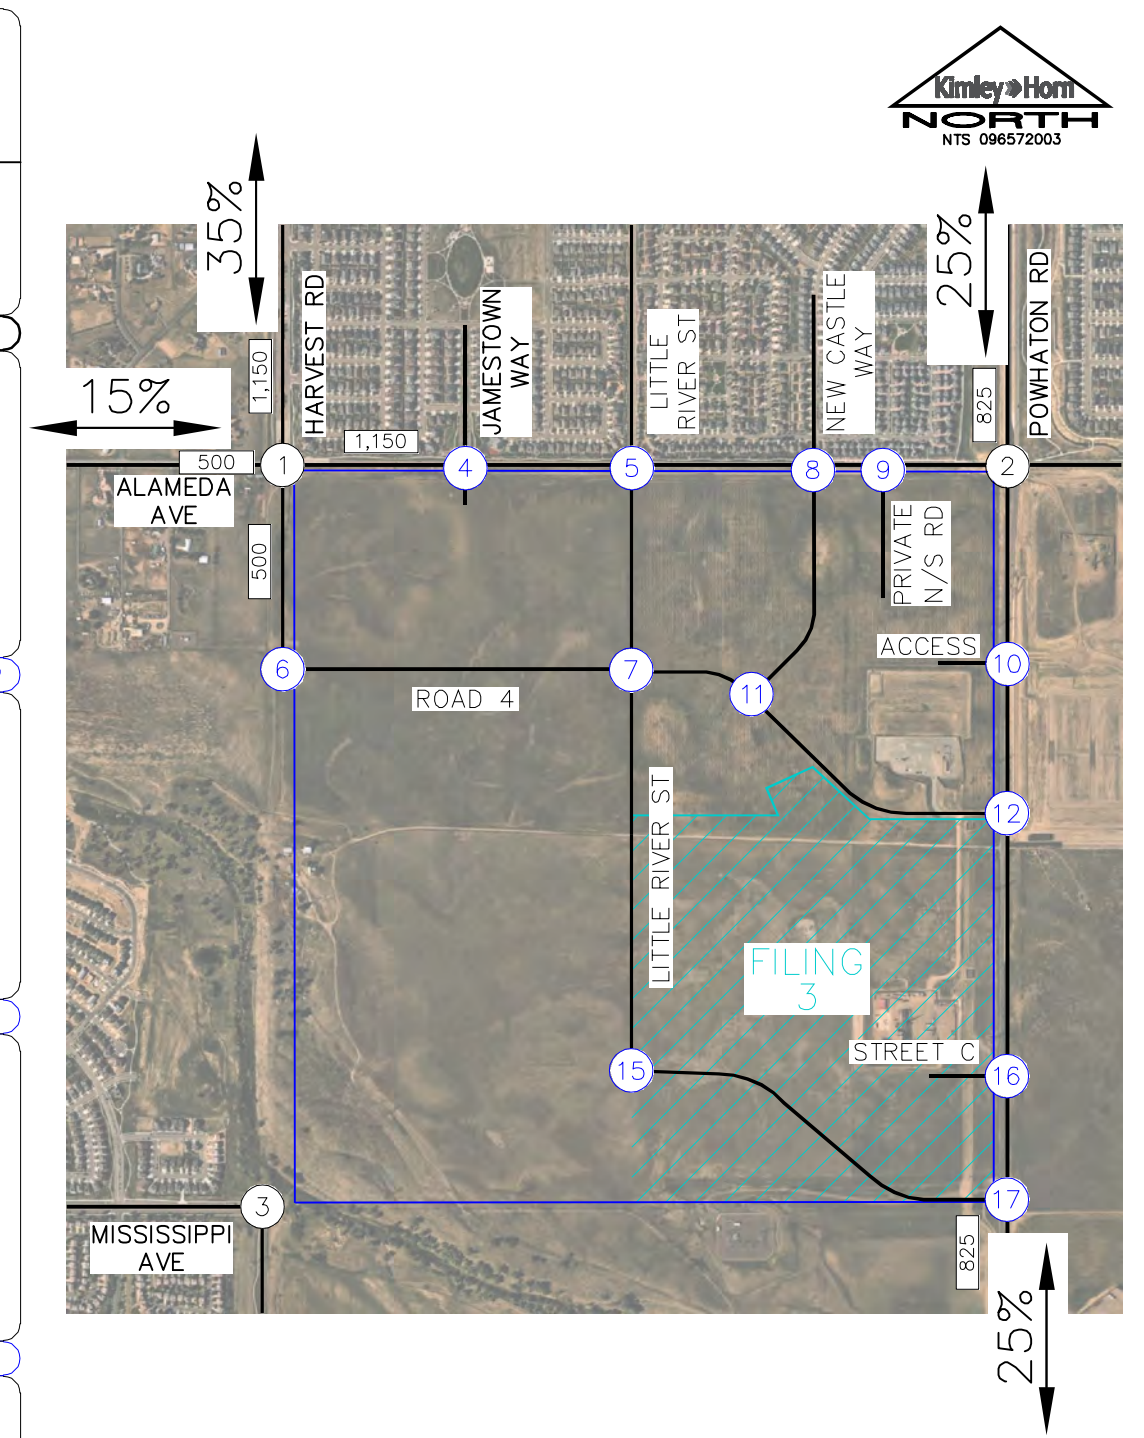 Kimley»Horn
NORTH
NTS 096572003
35%
25%
HARVEST RD
JAMESTOWN
WAY
LITTLE
RIVER ST
NEW CASTLE
WAY
POWHATON RD
1,150
825
15%
1,150
500
1
4
5
8
9
2
ALAMEDA
AVE
500
PRIVATE
N/S RD
ACCESS
6
7
10
11
ROAD 4
LITTLE RIVER ST
12
FILING
3
STREET C
15
16
3
17
MISSISSIPPI
AVE
825
25%